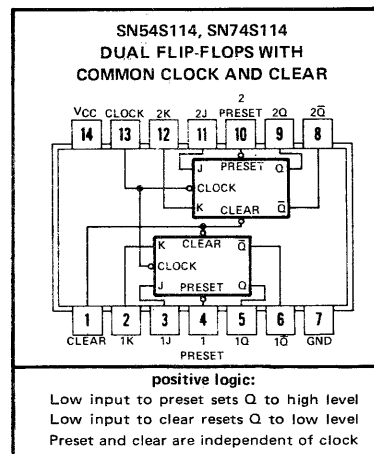 SN54S114, SN74S114
DUAL FLIP-FLOPS WITH
COMMON CLOCK AND CLEAR
2
VCC CLOCK 2K 2J PRESET 2Q 2Q̅
14 13 12 11 10 9 8
J PRESET Q
CLOCK
K Q̅
CLEAR
K CLEAR Q̅
CLOCK
J PRESET Q
1 2 3 4 5 6 7
CLEAR 1K 1J 1 1Q 1Q̅ GND
PRESET
positive logic:
Low input to preset sets Q to high level
Low input to clear resets Q to low level
Preset and clear are independent of clock